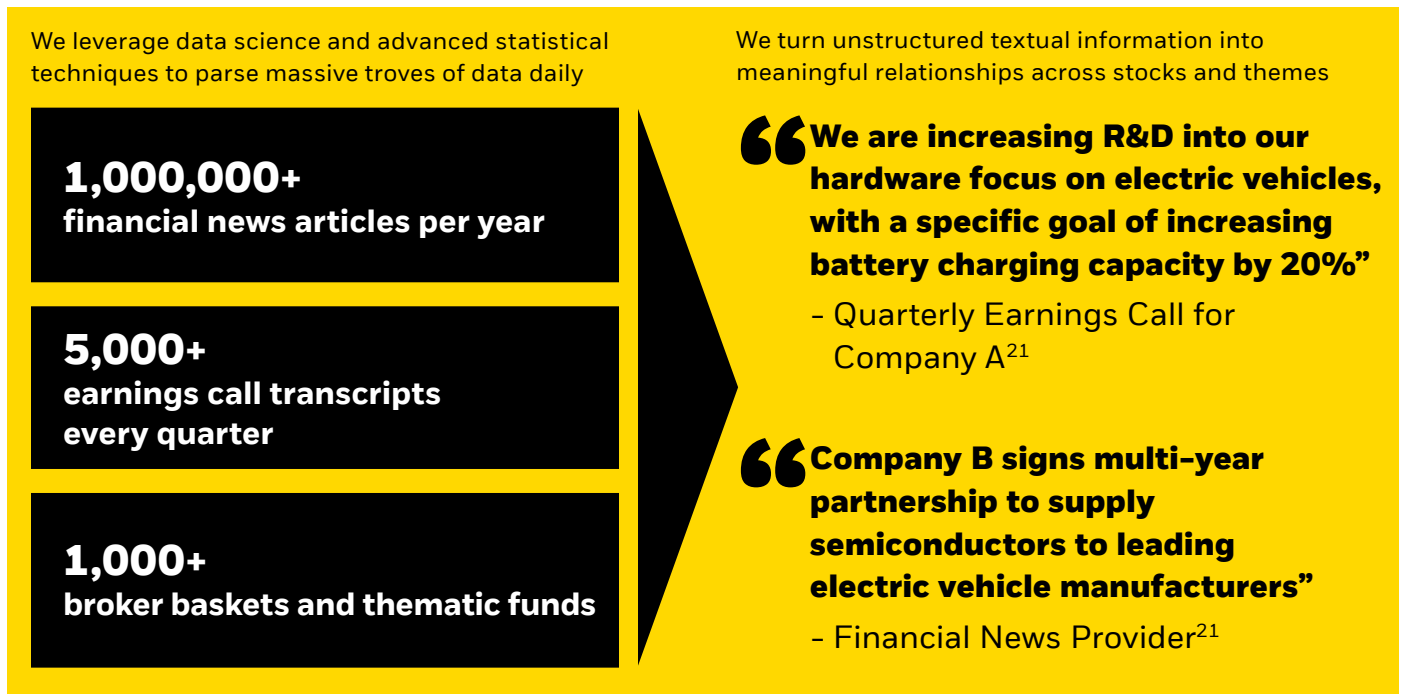 We leverage data science and advanced statistical
techniques to parse massive troves of data daily
1,000,000+
financial news articles per year
5,000+
earnings call transcripts
every quarter
1,000+
broker baskets and thematic funds
We turn unstructured textual information into
meaningful relationships across stocks and themes
“We are increasing R&D into our
hardware focus on electric vehicles,
with a specific goal of increasing
battery charging capacity by 20%”
– Quarterly Earnings Call for
Company A²¹
“Company B signs multi-year
partnership to supply
semiconductors to leading
electric vehicle manufacturers”
– Financial News Provider²¹